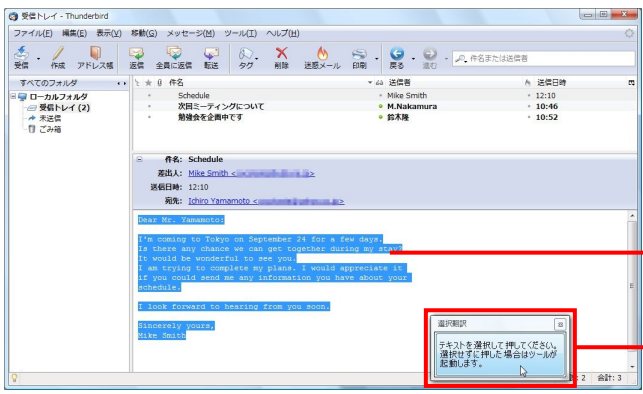 受信トレイ - Thunderbird
ファイル(F) 編集(E) 表示(V) 移動(G) メッセージ(M) ツール(T) ヘルプ(H)
受信 作成 アドレス帳 返信 全員に返信 転送 タグ 削除 迷惑メール 印刷 戻る 進む 件名または送信者
すべてのフォルダ 件名 送信者 送信日時
ローカルフォルダ Schedule Mike Smith 12:10
受信トレイ (2) 次回ミーティングについて M.Nakamura 10:46
未送信 勉強会を企画中です 鈴木隆 10:52
ごみ箱
件名: Schedule
差出人: Mike Smith <
送信日時: 12:10
宛先: Ichiro Yamamoto <
Dear Mr. Yamamoto:
I'm coming to Tokyo on September 24 for a few days.
Is there any chance we can get together during my stay?
It would be wonderful to see you.
I am trying to complete my plans. I would appreciate it
if you could send me any information you have about your
schedule.
I look forward to hearing from you soon.
Sincerely yours,
Mike Smith
選択翻訳
テキストを選択して押してください。
選択せずに押した場合はツールが
起動します。
: 2 合計: 3